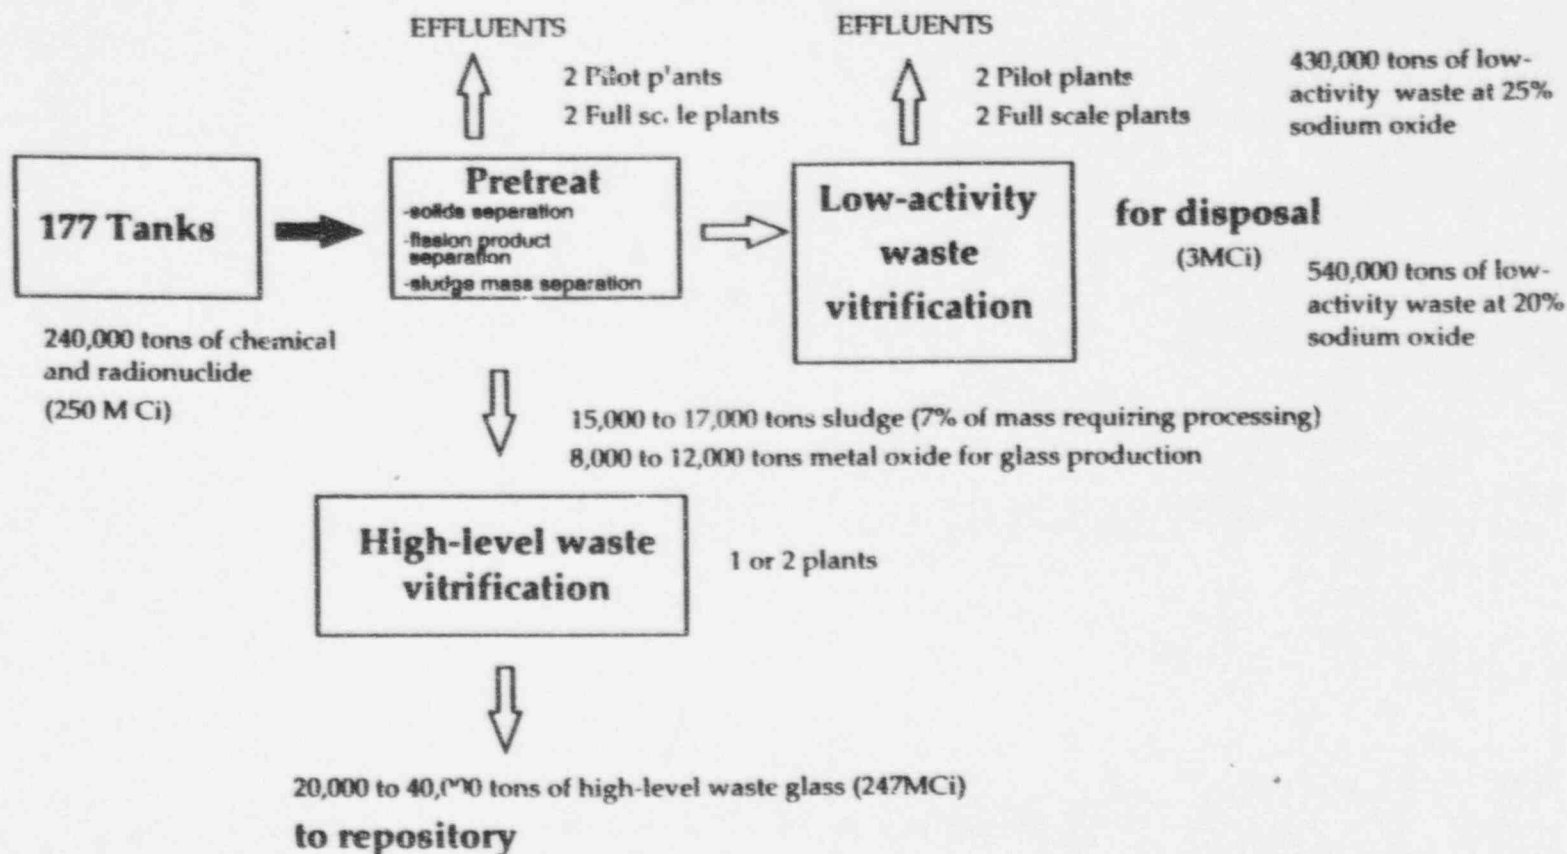 EFFLUENTS
2 Pilot plants
2 Full scale plants
EFFLUENTS
2 Pilot plants
2 Full scale plants
430,000 tons of low-
activity waste at 25%
sodium oxide
177 Tanks
240,000 tons of chemical
and radionuclide
(250 M Ci)
Pretreat
-solids separation
-fission product
separation
-sludge mass separation
Low-activity
waste
vitrification
for disposal
(3MCi)
540,000 tons of low-
activity waste at 20%
sodium oxide
15,000 to 17,000 tons sludge (7% of mass requiring processing)
8,000 to 12,000 tons metal oxide for glass production
High-level waste
vitrification
1 or 2 plants
20,000 to 40,000 tons of high-level waste glass (247MCi)
to repository